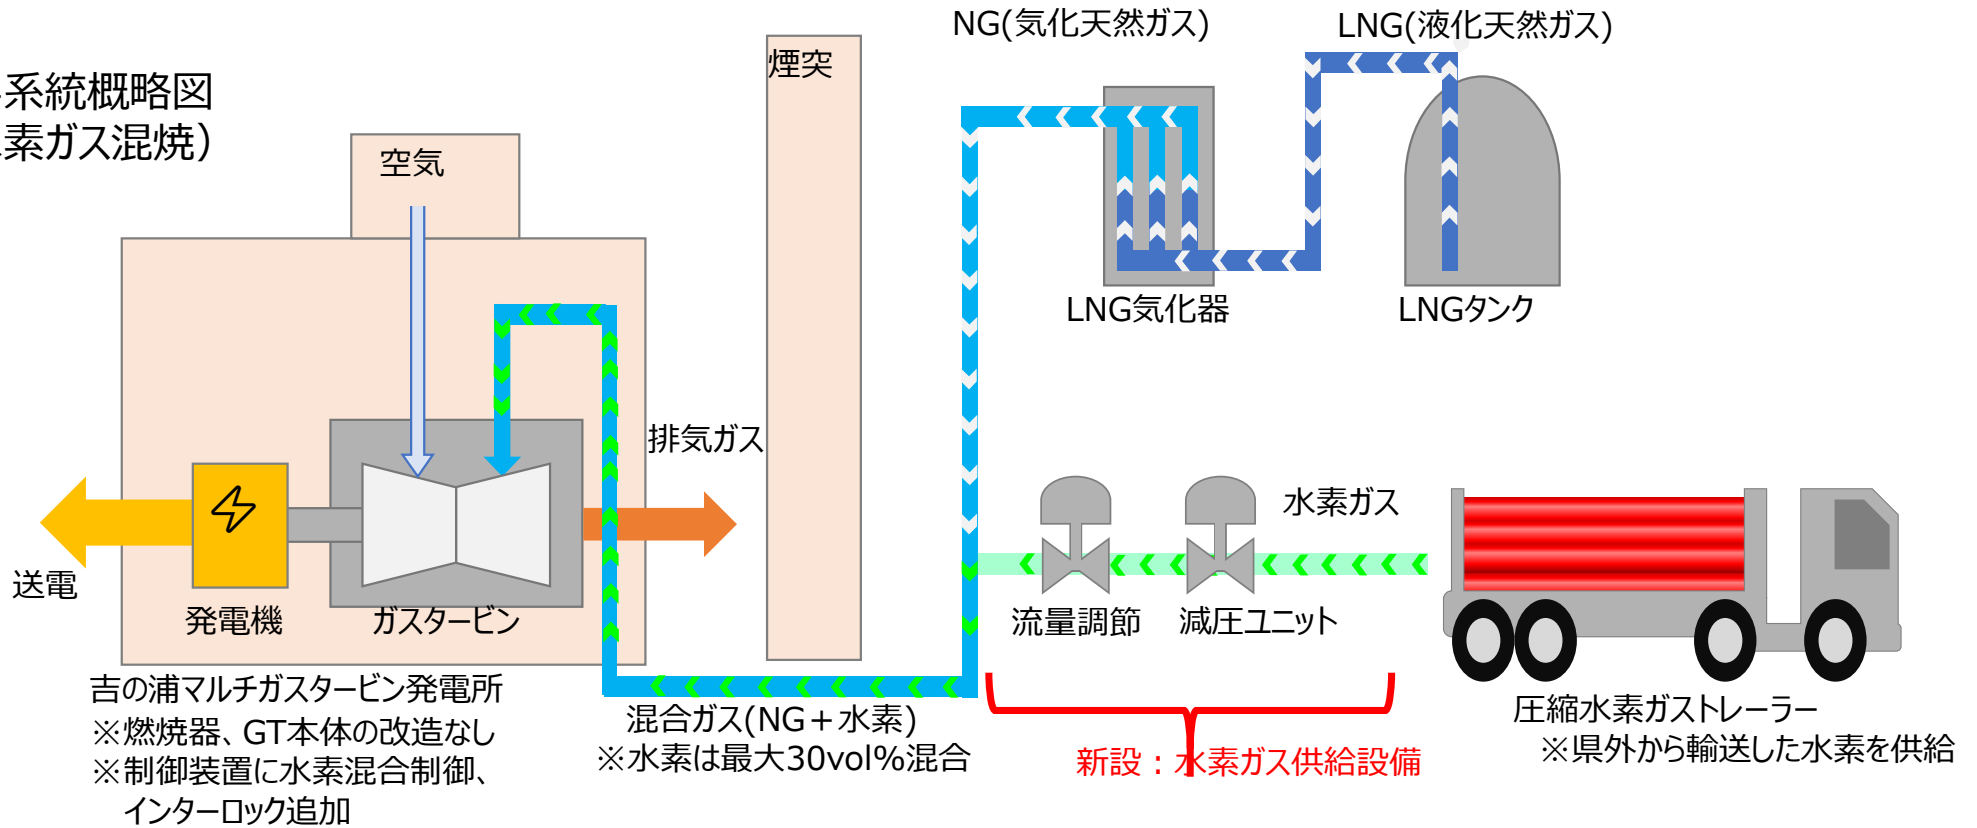 系統概略図
素ガス混焼）
煙突
空気
NG(気化天然ガス)
LNG(液化天然ガス)
LNG気化器
LNGタンク
排気ガス
水素ガス
流量調節
減圧ユニット
送電
発電機
ガスタービン
吉の浦マルチガスタービン発電所
※燃焼器、GT本体の改造なし
※制御装置に水素混合制御、
インターロック追加
混合ガス(NG＋水素)
※水素は最大30vol%混合
新設：水素ガス供給設備
圧縮水素ガストレーラー
※県外から輸送した水素を供給